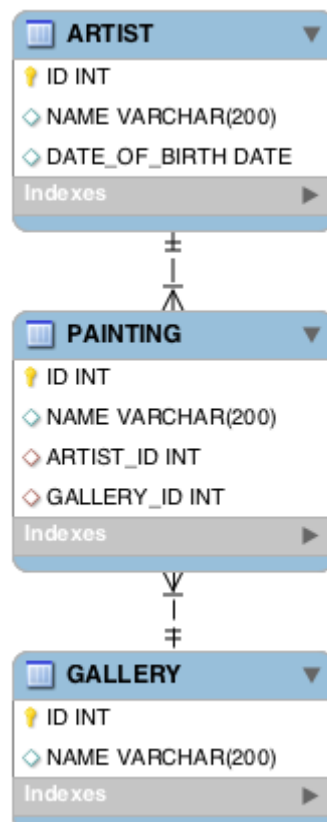 ARTIST
ID INT
NAME VARCHAR(200)
DATE_OF_BIRTH DATE
Indexes
PAINTING
ID INT
NAME VARCHAR(200)
ARTIST_ID INT
GALLERY_ID INT
Indexes
GALLERY
ID INT
NAME VARCHAR(200)
Indexes